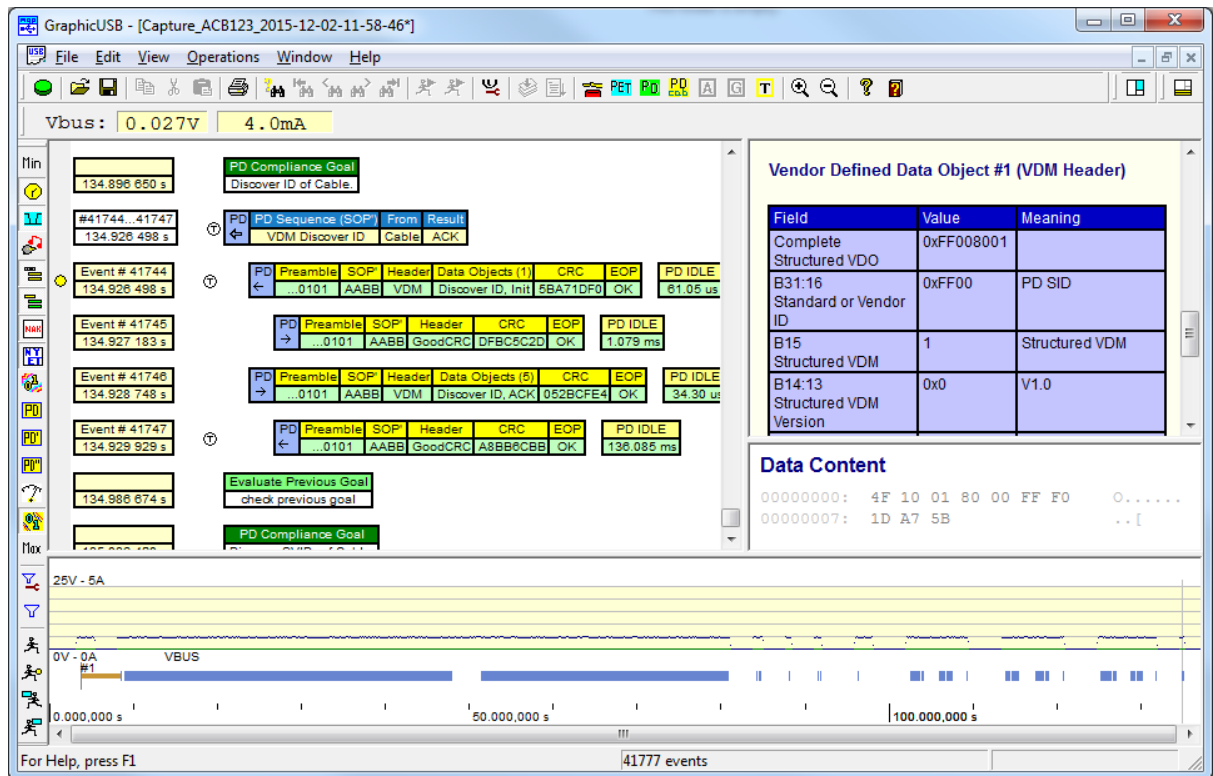 GraphicUSB - [Capture_ACB123_2015-12-02-11-58-46*]
File Edit View Operations Window Help
PET PD PD A G T
Vbus: 0.027V 4.0mA
Min
NAK
NY
ET
PD
PD'
PD"
Max
PD Compliance Goal
134.896 650 s Discover ID of Cable.
#41744...41747 PD PD Sequence (SOP') From Result
134.926 498 s T VDM Discover ID Cable ACK
Event # 41744 PD Preamble SOP' Header Data Objects (1) CRC EOP PD IDLE
134.926 498 s T ...0101 AABB VDM Discover ID, Init 5BA71DF0 OK 61.05 us
Event # 41745 PD Preamble SOP' Header CRC EOP PD IDLE
134.927 183 s ...0101 AABB GoodCRC DFBC5C2D OK 1.079 ms
Event # 41746 PD Preamble SOP' Header Data Objects (5) CRC EOP PD IDLE
134.928 748 s ...0101 AABB VDM Discover ID, ACK 052BCFE4 OK 34.30 us
Event # 41747 PD Preamble SOP' Header CRC EOP PD IDLE
134.929 929 s T ...0101 AABB GoodCRC A8BB6CBB OK 136.085 ms
Evaluate Previous Goal
134.986 674 s check previous goal
PD Compliance Goal
Vendor Defined Data Object #1 (VDM Header)
Field Value Meaning
Complete 0xFF008001
Structured VDO
B31:16 0xFF00 PD SID
Standard or Vendor
ID
B15 1 Structured VDM
Structured VDM
B14:13 0x0 V1.0
Structured VDM
Version
Data Content
00000000: 4F 10 01 80 00 FF F0 O......
00000007: 1D A7 5B ..[
25V - 5A
0V - 0A VBUS
#1
0.000,000 s 50.000,000 s 100.000,000 s
For Help, press F1 41777 events